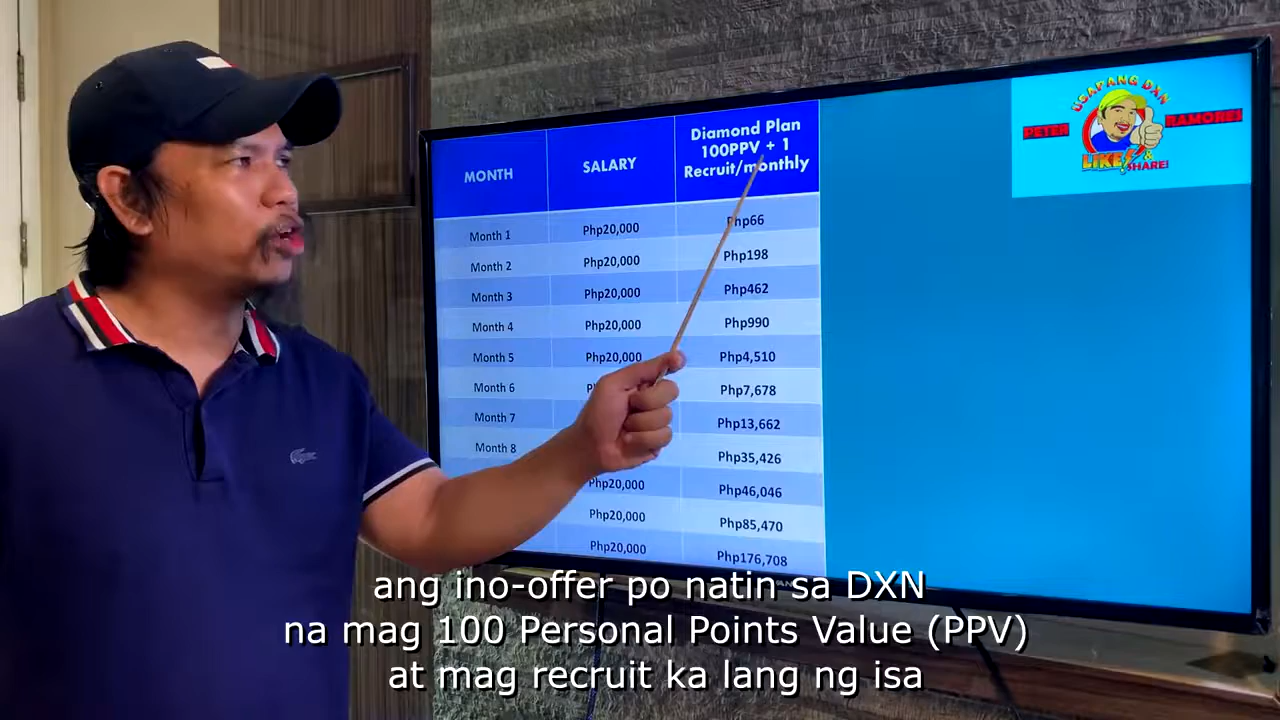 USAPANG DXN
PETER RAMORES
LIKE &
SHARE!
MONTH SALARY Diamond Plan
100PPV + 1
Recruit/monthly
Month 1 Php20,000 Php66
Month 2 Php20,000 Php198
Month 3 Php20,000 Php462
Month 4 Php20,000 Php990
Month 5 Php20,000 Php4,510
Month 6 Php7,678
Month 7 Php13,662
Month 8 Php35,426
Php20,000 Php46,046
Php20,000 Php85,470
Php20,000 Php176,708
ang ino-offer po natin sa DXN
na mag 100 Personal Points Value (PPV)
at mag recruit ka lang ng isa